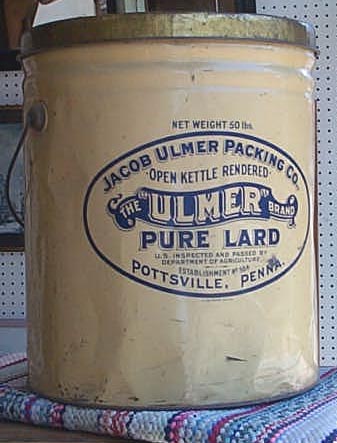 NET WEIGHT 50 lbs.
JACOB ULMER PACKING CO.
OPEN KETTLE RENDERED
THE "ULMER" BRAND
PURE LARD
U.S. INSPECTED AND PASSED BY
DEPARTMENT OF AGRICULTURE
ESTABLISHMENT Nº
POTTSVILLE, PENNA.